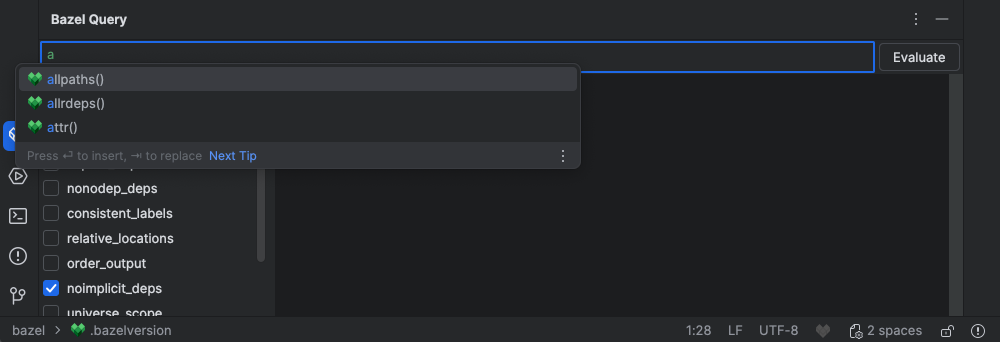 Bazel Query
a
Evaluate
allpaths()
allrdeps()
attr()
Press ⏎ to insert, ⇥ to replace Next Tip
nonodep_deps
consistent_labels
relative_locations
order_output
noimplicit_deps
universe_scope
bazel > .bazelversion 1:28 LF UTF-8 2 spaces